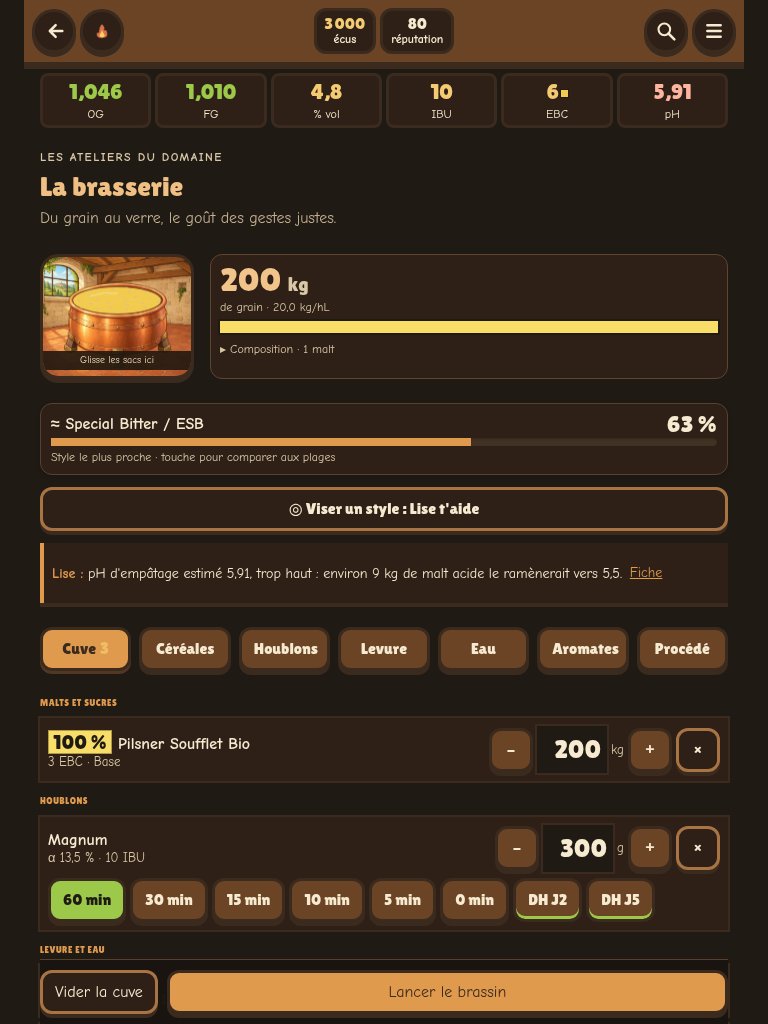 3 000
écus
80
réputation
1,046
OG
1,010
FG
4,8
% vol
10
IBU
6
EBC
5,91
pH
LES ATELIERS DU DOMAINE
La brasserie
Du grain au verre, le goût des gestes justes.
Glisse les sacs ici
200 kg
de grain · 20,0 kg/hL
▸ Composition · 1 malt
≈ Special Bitter / ESB
63 %
Style le plus proche · touche pour comparer aux plages
◎ Viser un style : Lise t'aide
Lise : pH d'empâtage estimé 5,91, trop haut : environ 9 kg de malt acide le ramènerait vers 5,5. Fiche
Cuve 3
Céréales
Houblons
Levure
Eau
Aromates
Procédé
MALTS ET SUCRES
100 % Pilsner Soufflet Bio
3 EBC · Base
− 200 kg + ×
HOUBLONS
Magnum
α 13,5 % · 10 IBU
− 300 g + ×
60 min
30 min
15 min
10 min
5 min
0 min
DH J2
DH J5
LEVURE ET EAU
Vider la cuve
Lancer le brassin